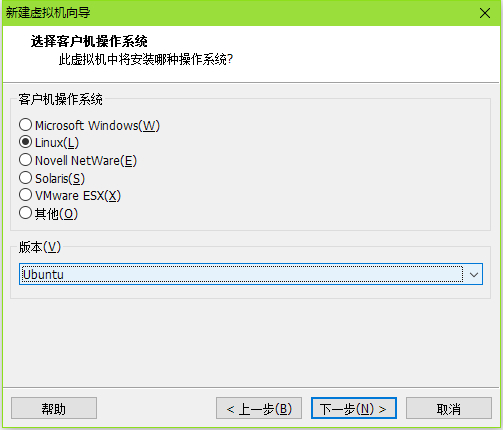 新建虚拟机向导
选择客户机操作系统
此虚拟机中将安装哪种操作系统?
客户机操作系统
Microsoft Windows(W)
Linux(L)
Novell NetWare(E)
Solaris(S)
VMware ESX(X)
其他(O)
版本(V)
Ubuntu
帮助
< 上一步(B)
下一步(N) >
取消